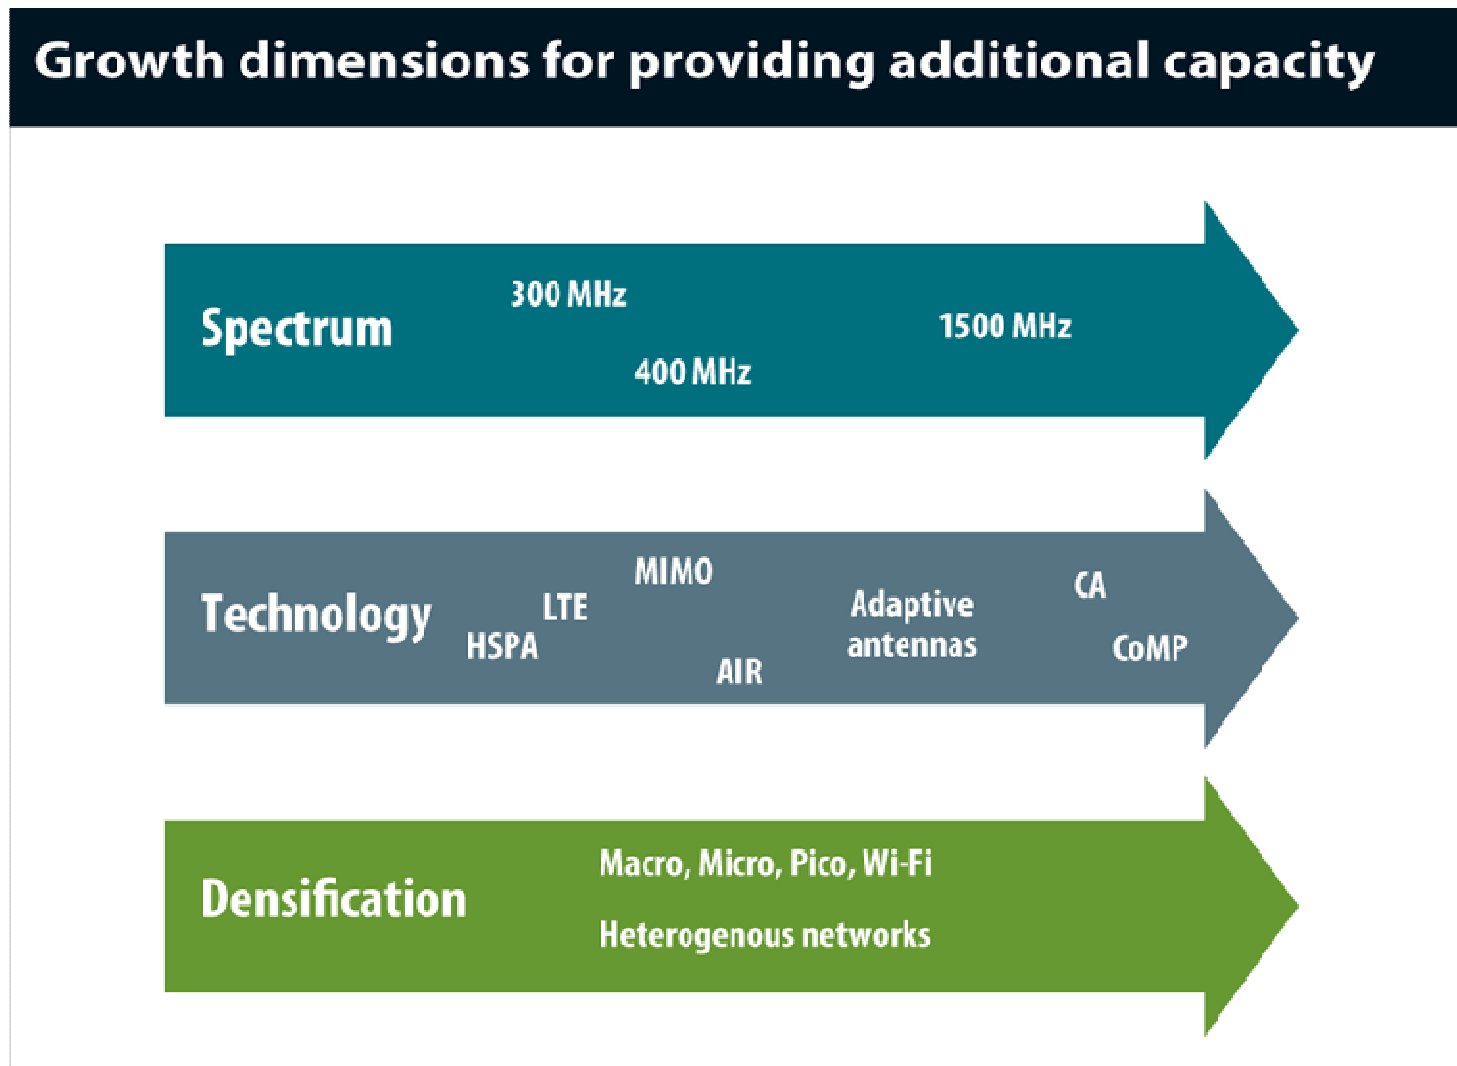 Growth dimensions for providing additional capacity
Spectrum
300 MHz
400 MHz
1500 MHz
Technology
HSPA
LTE
MIMO
AIR
Adaptive
antennas
CA
CoMP
Densification
Macro, Micro, Pico, Wi-Fi
Heterogenous networks